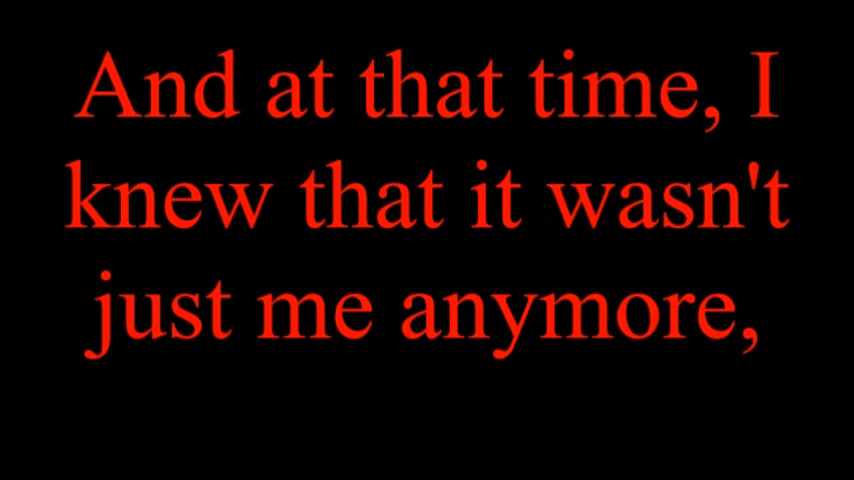 And at that time, I
knew that it wasn't
just me anymore,